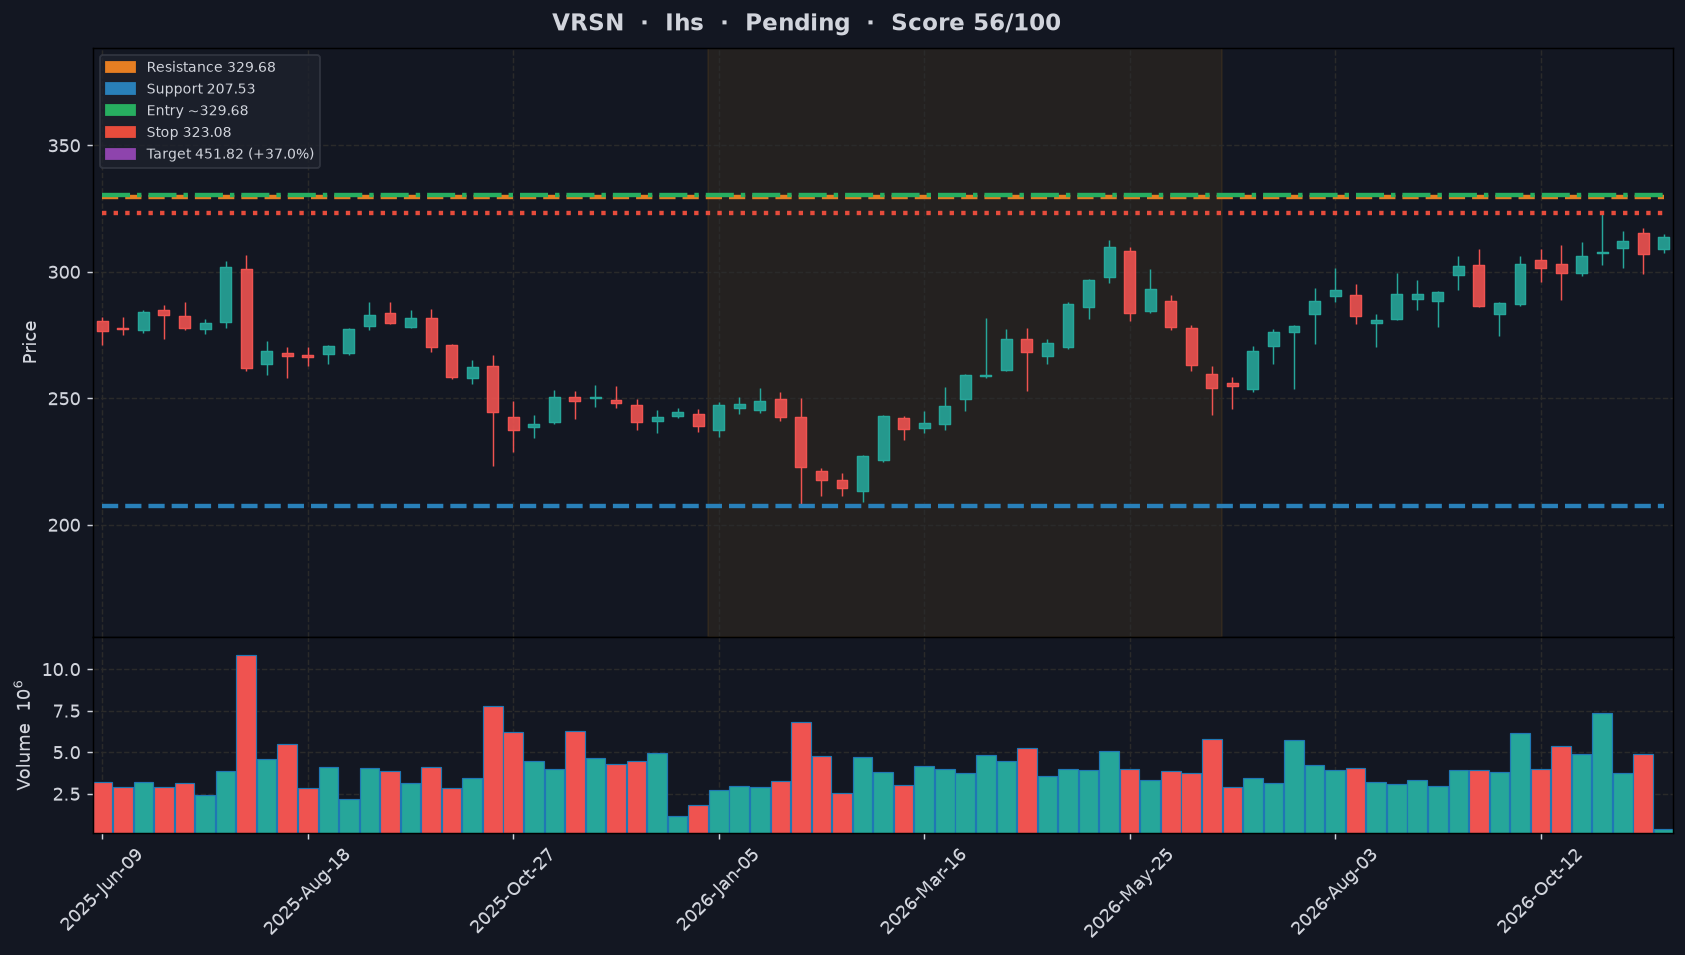 VRSN · Ihs · Pending · Score 56/100
Resistance 329.68
Support 207.53
Entry ~329.68
Stop 323.08
Target 451.82 (+37.0%)
350
300
250
200
Price
10.0
7.5
5.0
2.5
Volume 10⁶
2025-Jun-09
2025-Aug-18
2025-Oct-27
2026-Jan-05
2026-Mar-16
2026-May-25
2026-Aug-03
2026-Oct-12